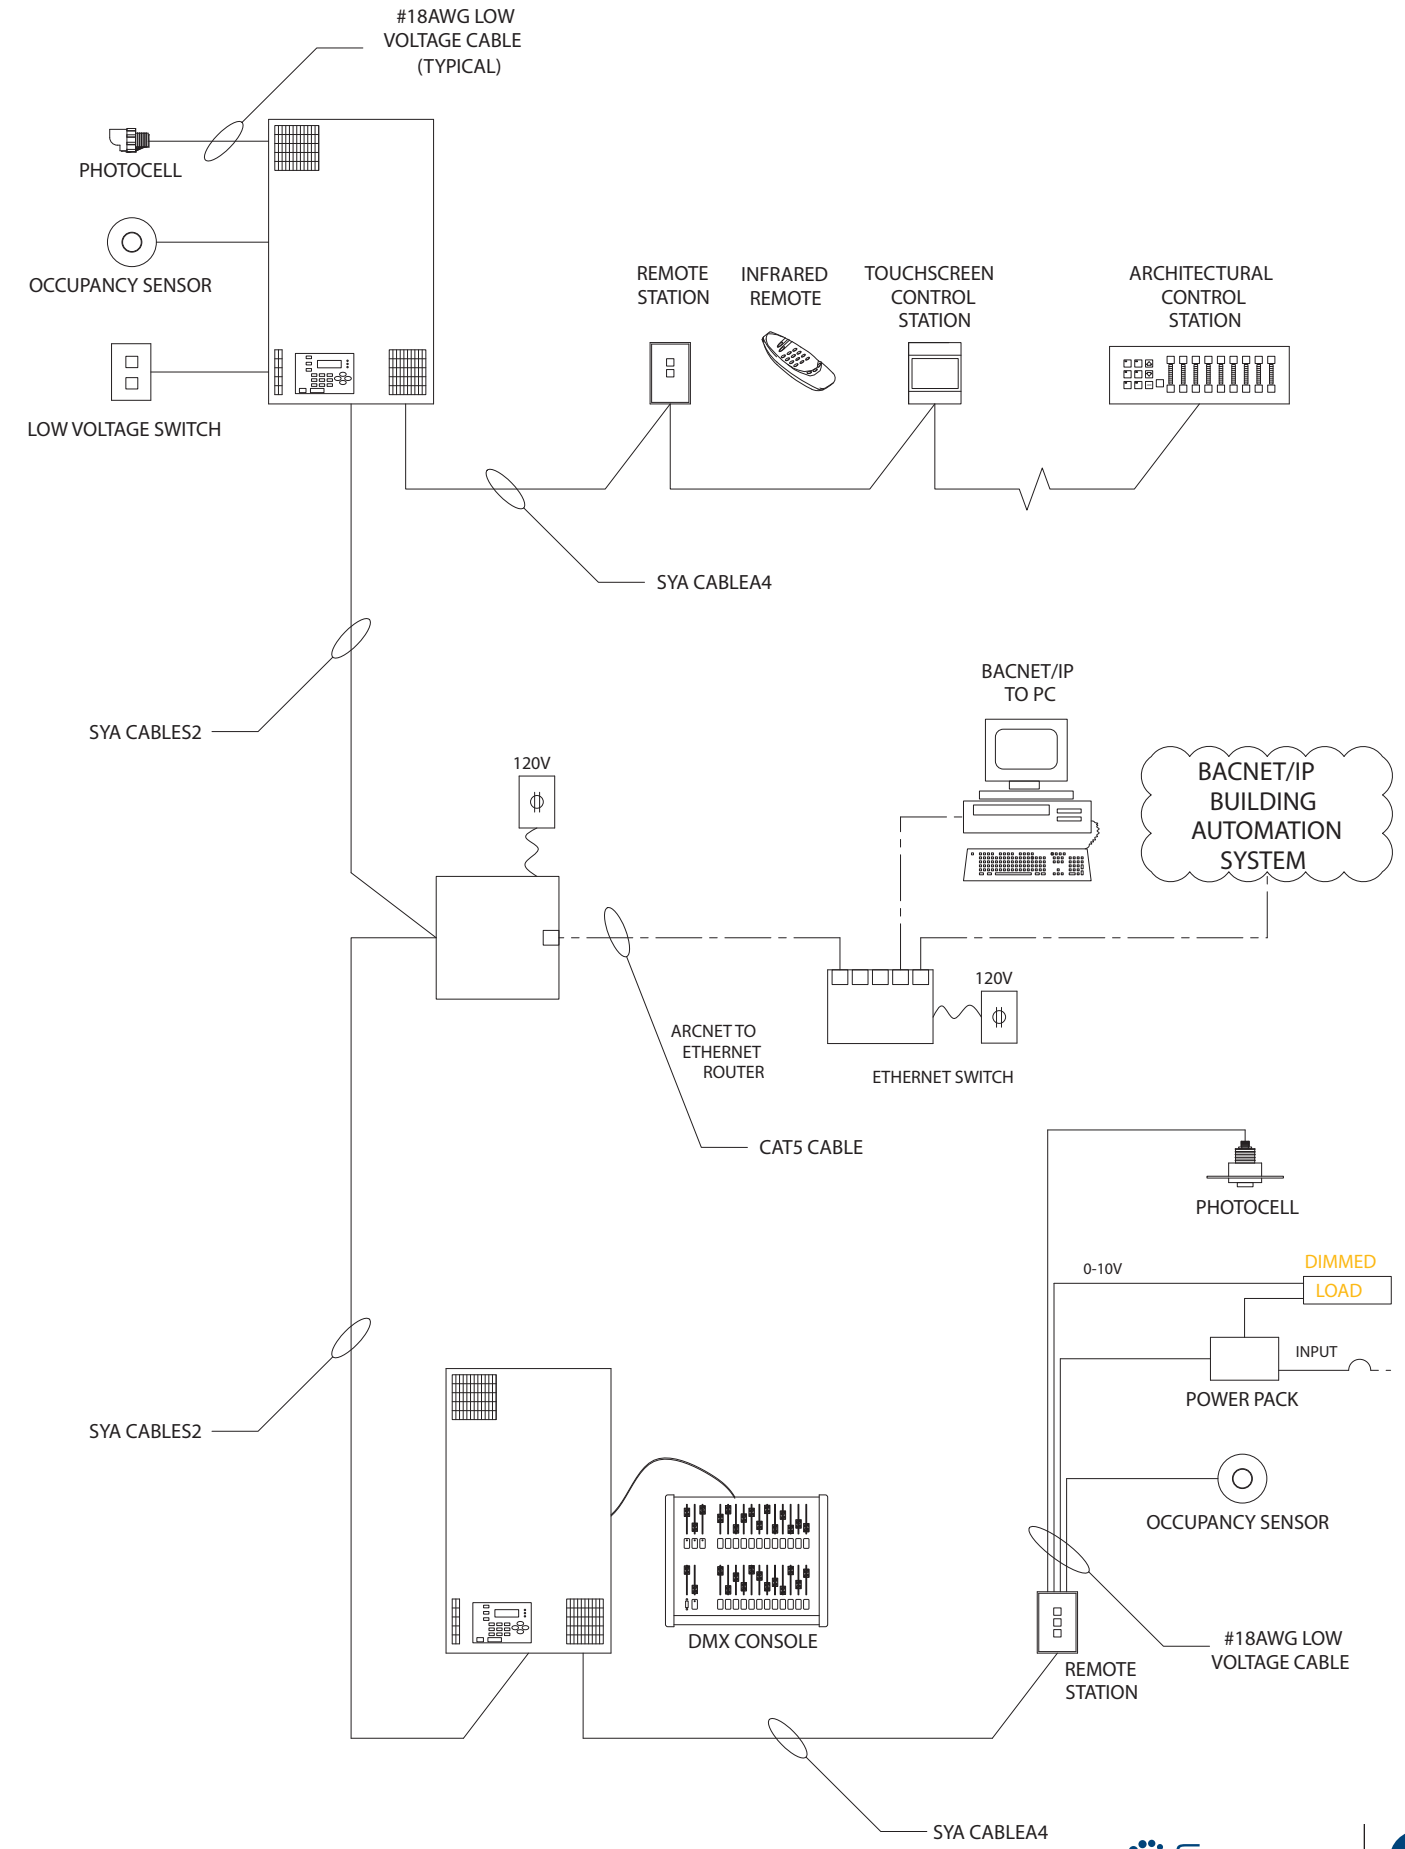 #18AWG LOW
VOLTAGE CABLE
(TYPICAL)
PHOTOCELL
OCCUPANCY SENSOR
LOW VOLTAGE SWITCH
REMOTE
STATION
INFRARED
REMOTE
TOUCHSCREEN
CONTROL
STATION
ARCHITECTURAL
CONTROL
STATION
SYA CABLEA4
SYA CABLES2
BACNET/IP
TO PC
BACNET/IP
BUILDING
AUTOMATION
SYSTEM
120V
120V
ARCNET TO
ETHERNET
ROUTER
ETHERNET SWITCH
CAT5 CABLE
PHOTOCELL
0-10V
DIMMED
LOAD
INPUT
POWER PACK
SYA CABLES2
OCCUPANCY SENSOR
DMX CONSOLE
#18AWG LOW
VOLTAGE CABLE
REMOTE
STATION
SYA CABLEA4